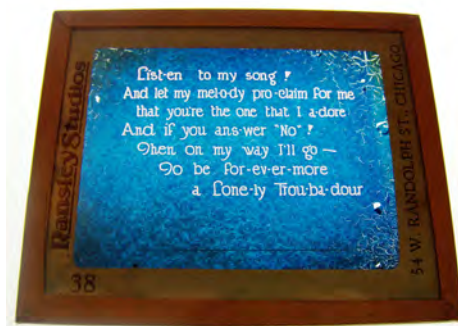 List-en to my song !
And let my mel-o-dy pro-claim for me
that you're the one that I a-dore
And if you ans-wer "No" !
Then on my way I'll go —
To be for-ev-er-more
a Lone-ly Trou-ba-dour
Ransley Studios
54 W. RANDOLPH ST., CHICAGO
38